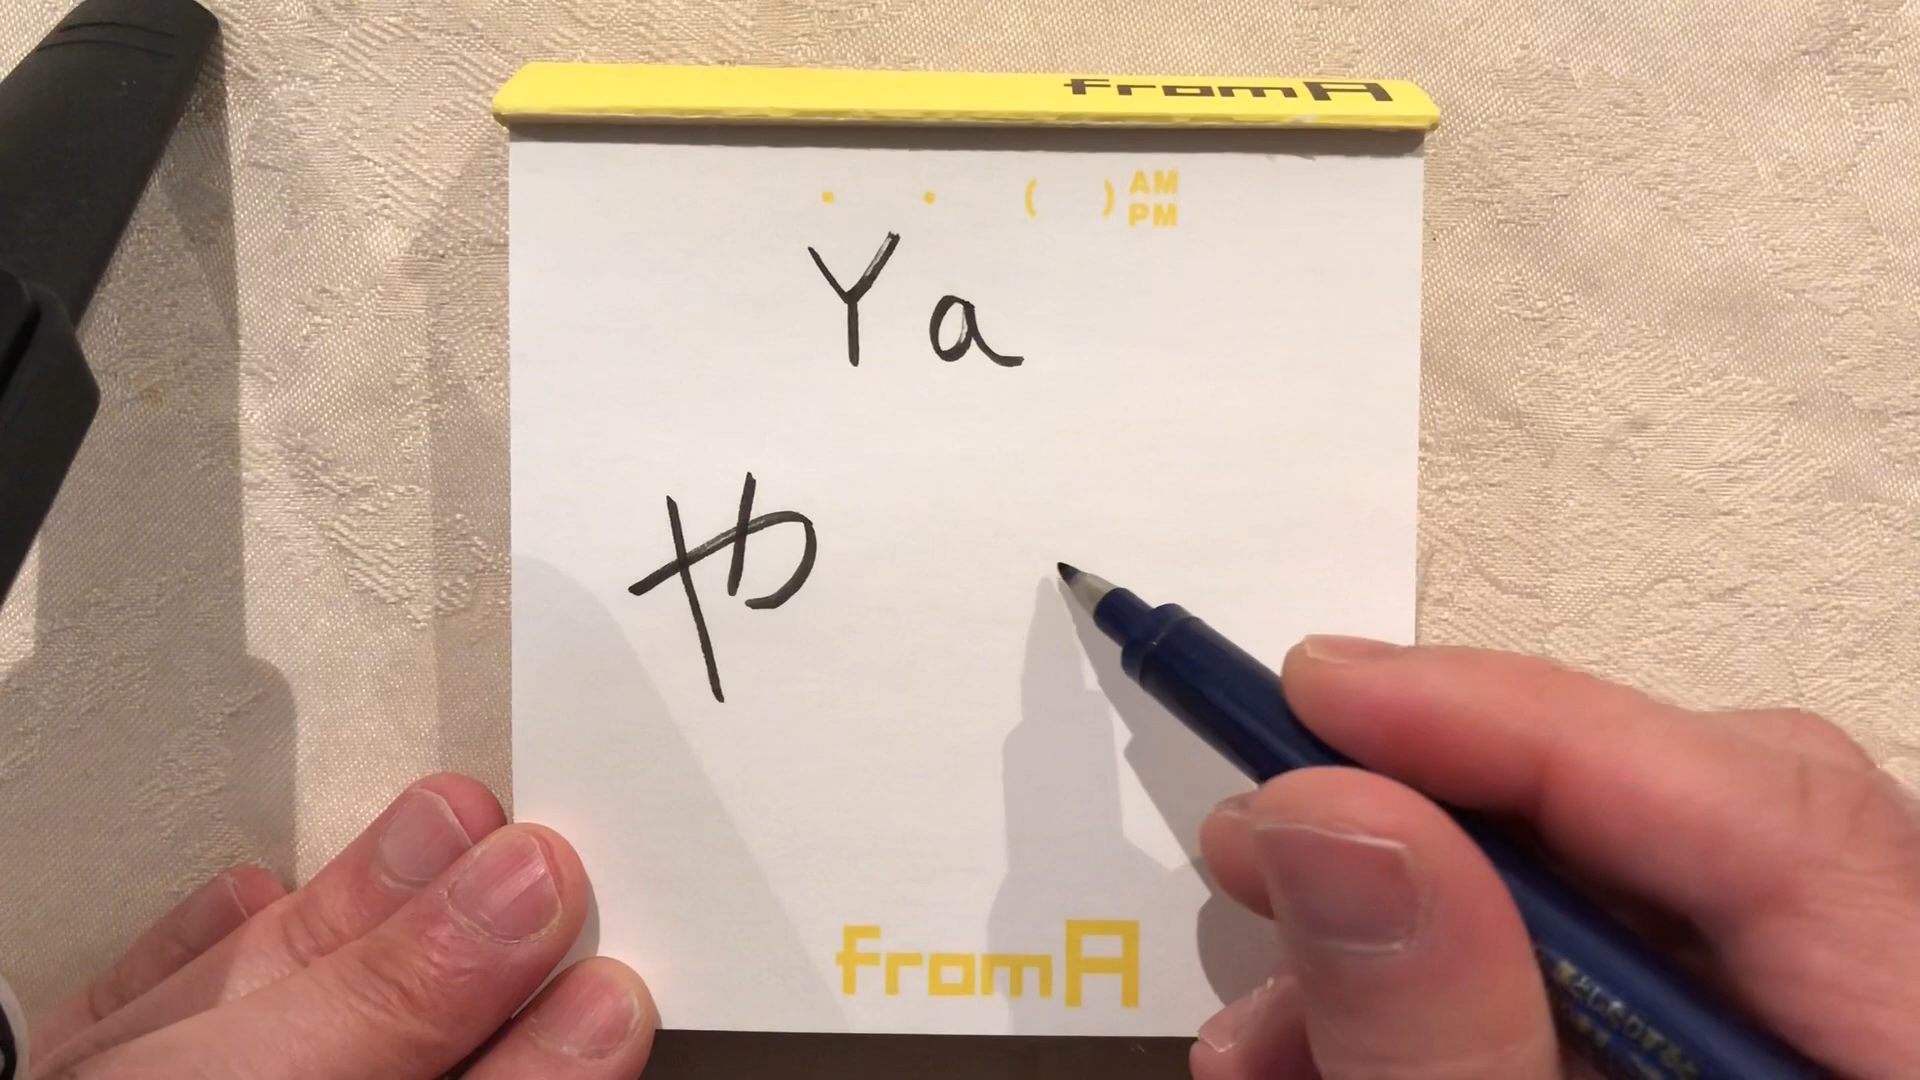 fromA
・ ・ ( ) AM
PM
Ya
や
fromA